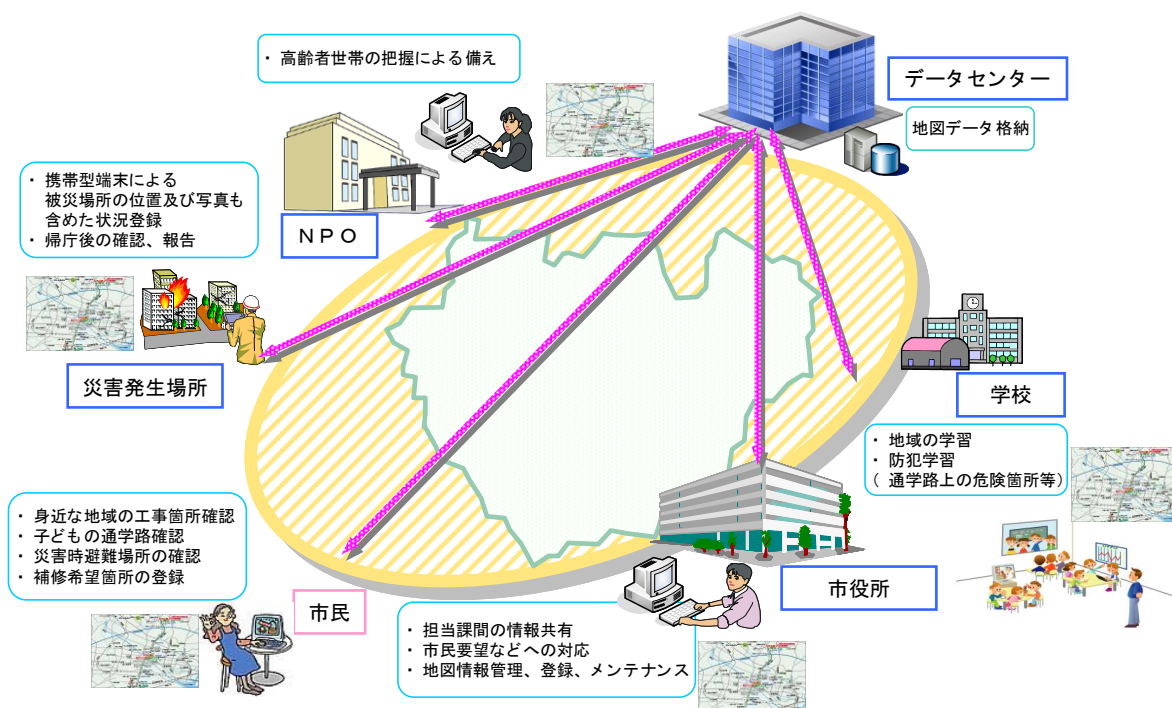 ・ 高齢者世帯の把握による備え
データセンター
地図データ格納
・ 携帯型端末による
被災場所の位置及び写真も
含めた状況登録
・ 帰庁後の確認、報告
ＮＰＯ
災害発生場所
学校
・ 地域の学習
・ 防犯学習
（ 通学路上の危険箇所等）
・ 身近な地域の工事箇所確認
・ 子どもの通学路確認
・ 災害時避難場所の確認
・ 補修希望箇所の登録
市民
市役所
・ 担当課間の情報共有
・ 市民要望などへの対応
・ 地図情報管理、登録、メンテナンス